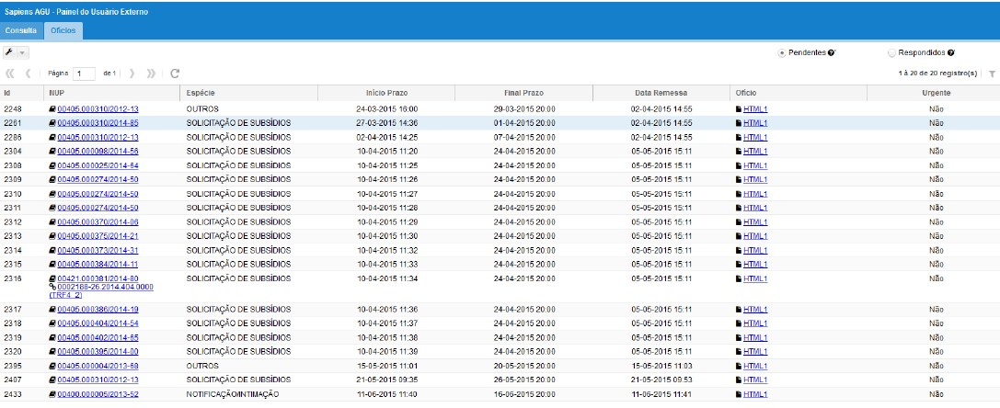 Sapiens AGU - Painel do Usuário Externo
Consulta Ofícios
Pendentes Respondidos
Página 1 de 1 1 à 20 de 20 registro(s)
Id NUP Espécie Início Prazo Final Prazo Data Remessa Ofício Urgente
2248 00405.000310/2012-13 OUTROS 24-03-2015 16:00 29-03-2015 20:00 02-04-2015 14:55 HTML1 Não
2261 00405.000310/2014-85 SOLICITAÇÃO DE SUBSÍDIOS 27-03-2015 14:36 01-04-2015 20:00 02-04-2015 14:55 HTML1 Não
2286 00405.000310/2012-13 SOLICITAÇÃO DE SUBSÍDIOS 02-04-2015 14:25 07-04-2015 20:00 02-04-2015 14:55 HTML1 Não
2304 00405.000098/2014-56 SOLICITAÇÃO DE SUBSÍDIOS 10-04-2015 11:20 24-04-2015 20:00 05-05-2015 15:11 HTML1 Não
2308 00405.000025/2014-64 SOLICITAÇÃO DE SUBSÍDIOS 10-04-2015 11:25 24-04-2015 20:00 05-05-2015 15:11 HTML1 Não
2309 00405.000274/2014-50 SOLICITAÇÃO DE SUBSÍDIOS 10-04-2015 11:26 24-04-2015 20:00 05-05-2015 15:11 HTML1 Não
2310 00405.000274/2014-50 SOLICITAÇÃO DE SUBSÍDIOS 10-04-2015 11:27 24-04-2015 20:00 05-05-2015 15:11 HTML1 Não
2311 00405.000274/2014-50 SOLICITAÇÃO DE SUBSÍDIOS 10-04-2015 11:28 24-04-2015 20:00 05-05-2015 15:11 HTML1 Não
2312 00405.000370/2014-06 SOLICITAÇÃO DE SUBSÍDIOS 10-04-2015 11:29 24-04-2015 20:00 05-05-2015 15:11 HTML1 Não
2313 00405.000375/2014-21 SOLICITAÇÃO DE SUBSÍDIOS 10-04-2015 11:30 24-04-2015 20:00 05-05-2015 15:11 HTML1 Não
2314 00405.000373/2014-31 SOLICITAÇÃO DE SUBSÍDIOS 10-04-2015 11:32 24-04-2015 20:00 05-05-2015 15:11 HTML1 Não
2315 00405.000384/2014-11 SOLICITAÇÃO DE SUBSÍDIOS 10-04-2015 11:33 24-04-2015 20:00 05-05-2015 15:11 HTML1 Não
2316 00421.000381/2014-80 SOLICITAÇÃO DE SUBSÍDIOS 10-04-2015 11:34 24-04-2015 20:00 05-05-2015 15:11 HTML1 Não
0002188-26.2014.404.0000
(TRF4_2)
2317 00405.000386/2014-19 SOLICITAÇÃO DE SUBSÍDIOS 10-04-2015 11:36 24-04-2015 20:00 05-05-2015 15:11 HTML1 Não
2318 00405.000404/2014-54 SOLICITAÇÃO DE SUBSÍDIOS 10-04-2015 11:37 24-04-2015 20:00 05-05-2015 15:11 HTML1 Não
2319 00405.000402/2014-65 SOLICITAÇÃO DE SUBSÍDIOS 10-04-2015 11:38 24-04-2015 20:00 05-05-2015 15:11 HTML1 Não
2320 00405.000395/2014-00 SOLICITAÇÃO DE SUBSÍDIOS 10-04-2015 11:39 24-04-2015 20:00 05-05-2015 15:11 HTML1 Não
2395 00405.000004/2013-68 OUTROS 15-05-2015 11:01 20-05-2015 20:00 15-05-2015 11:03 HTML1 Não
2407 00405.000310/2012-13 SOLICITAÇÃO DE SUBSÍDIOS 21-05-2015 09:35 26-05-2015 20:00 21-05-2015 09:53 HTML1 Não
2433 00400.000005/2013-52 NOTIFICAÇÃO/INTIMAÇÃO 11-06-2015 11:40 16-06-2015 20:00 11-06-2015 11:41 HTML1 Não